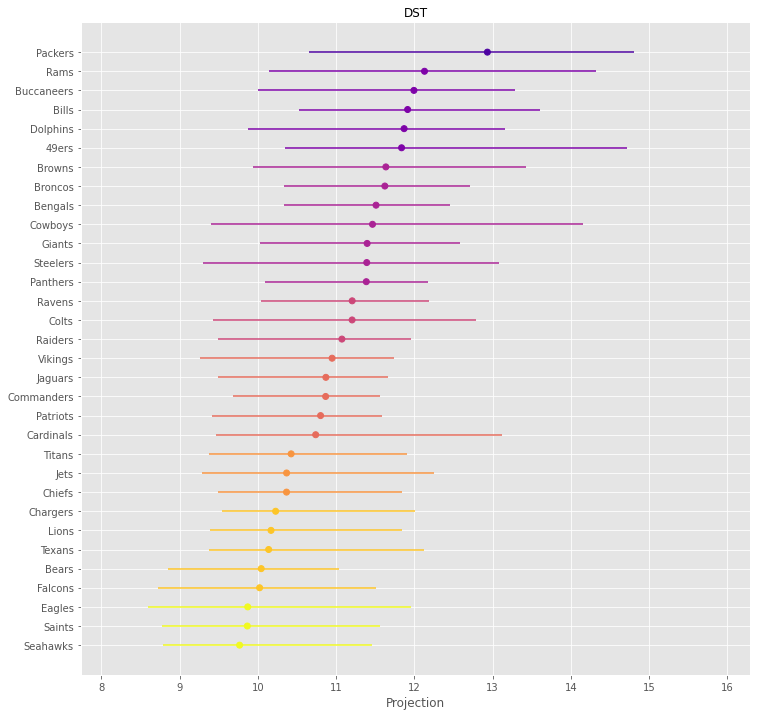 DST
Packers
Rams
Buccaneers
Bills
Dolphins
49ers
Browns
Broncos
Bengals
Cowboys
Giants
Steelers
Panthers
Ravens
Colts
Raiders
Vikings
Jaguars
Commanders
Patriots
Cardinals
Titans
Jets
Chiefs
Chargers
Lions
Texans
Bears
Falcons
Eagles
Saints
Seahawks
8 9 10 11 12 13 14 15 16
Projection